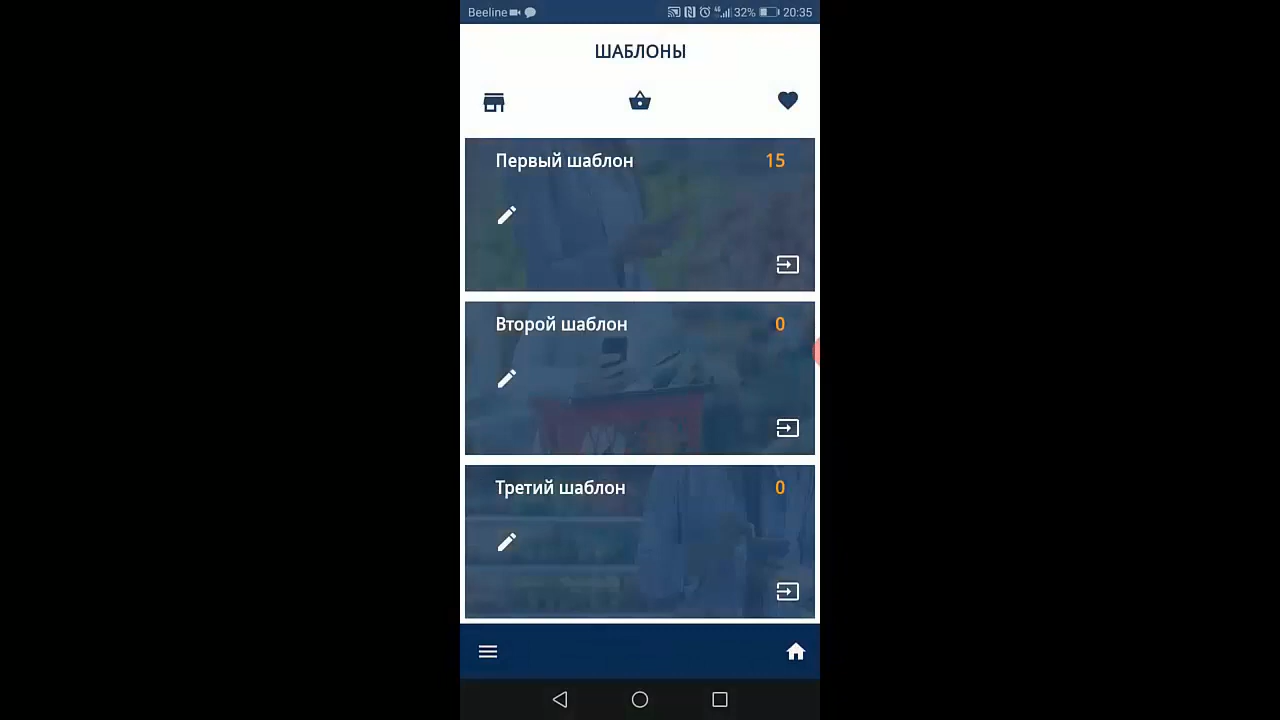 Beeline 32% 20:35
ШАБЛОНЫ
Первый шаблон 15
Второй шаблон 0
Третий шаблон 0